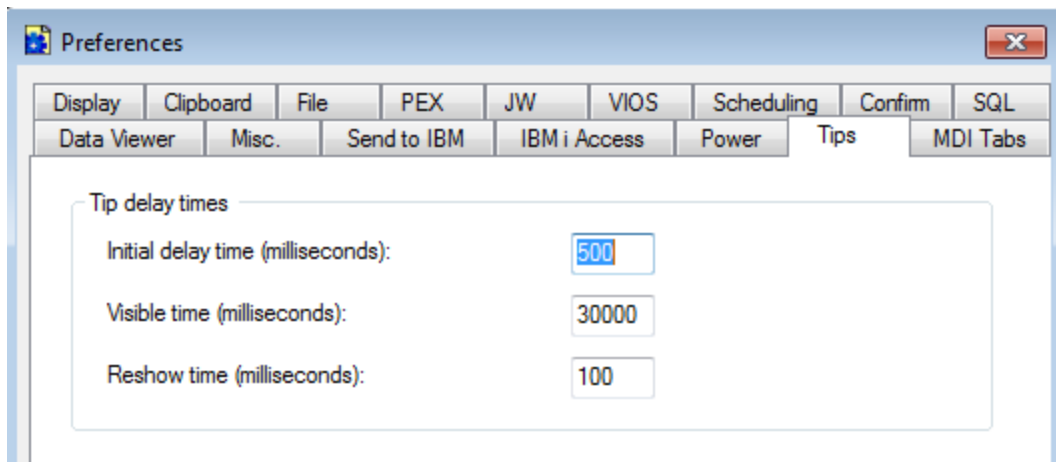 Preferences
Display Clipboard File PEX JW VIOS Scheduling Confirm SQL
Data Viewer Misc. Send to IBM IBM i Access Power Tips MDI Tabs
Tip delay times
Initial delay time (milliseconds): 500
Visible time (milliseconds): 30000
Reshow time (milliseconds): 100